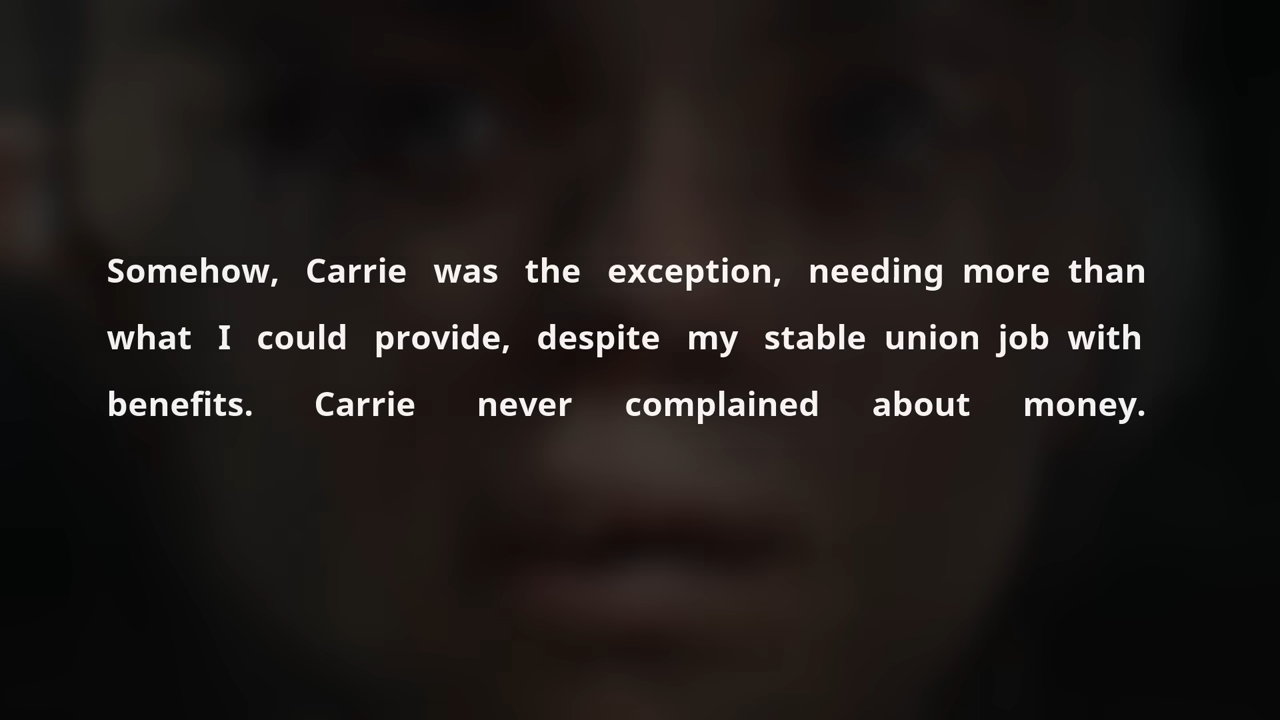 Somehow, Carrie was the exception, needing more than
what I could provide, despite my stable union job with
benefits. Carrie never complained about money.